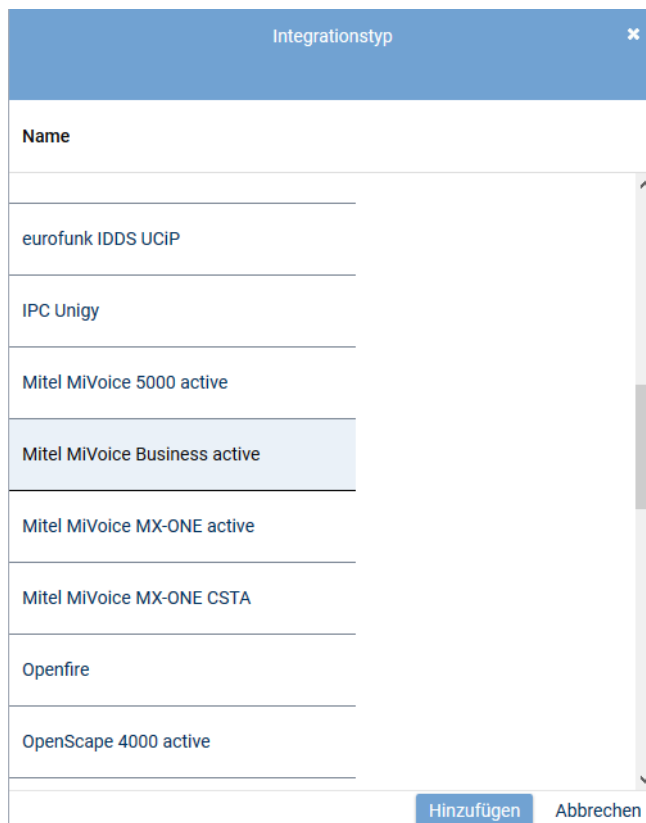 Integrationstyp
Name
eurofunk IDDS UCiP
IPC Unigy
Mitel MiVoice 5000 active
Mitel MiVoice Business active
Mitel MiVoice MX-ONE active
Mitel MiVoice MX-ONE CSTA
Openfire
OpenScape 4000 active
Hinzufügen Abbrechen